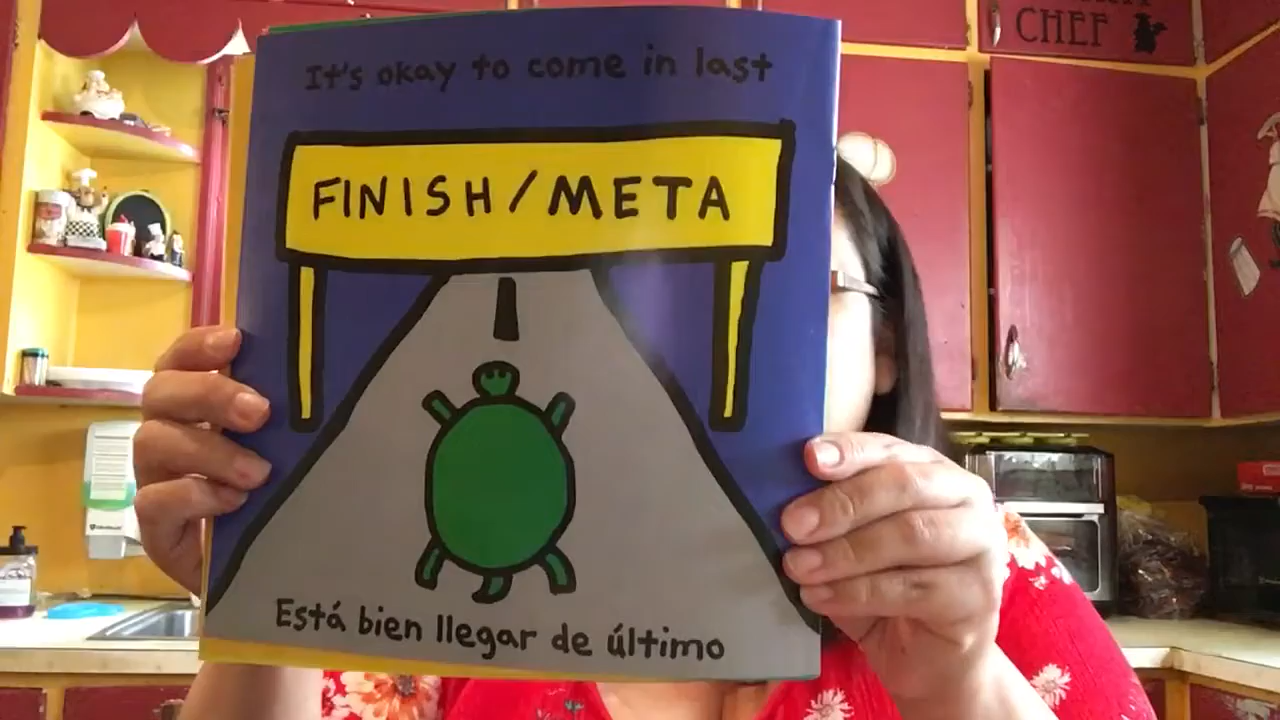 CHEF
It's okay to come in last
FINISH/META
Está bien llegar de último